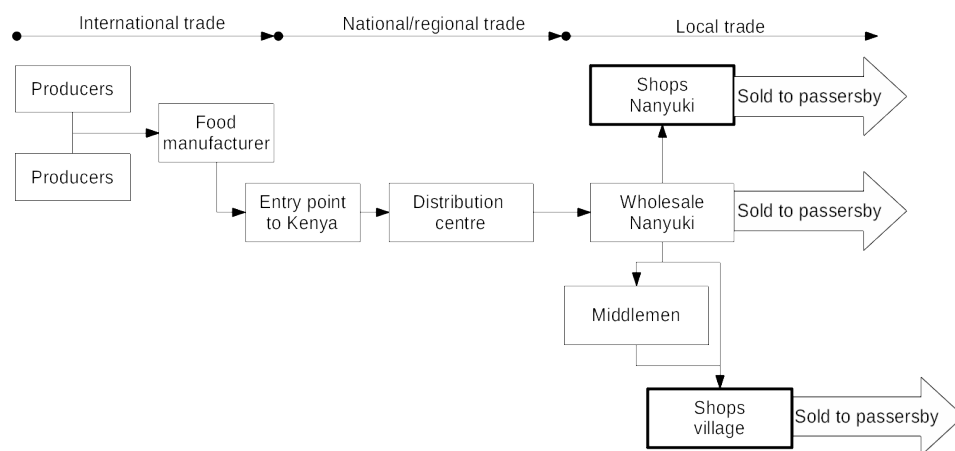 International trade
National/regional trade
Local trade
Producers
Producers
Food
manufacturer
Entry point
to Kenya
Distribution
centre
Shops
Nanyuki
Sold to passersby
Wholesale
Nanyuki
Sold to passersby
Middlemen
Shops
village
Sold to passersby